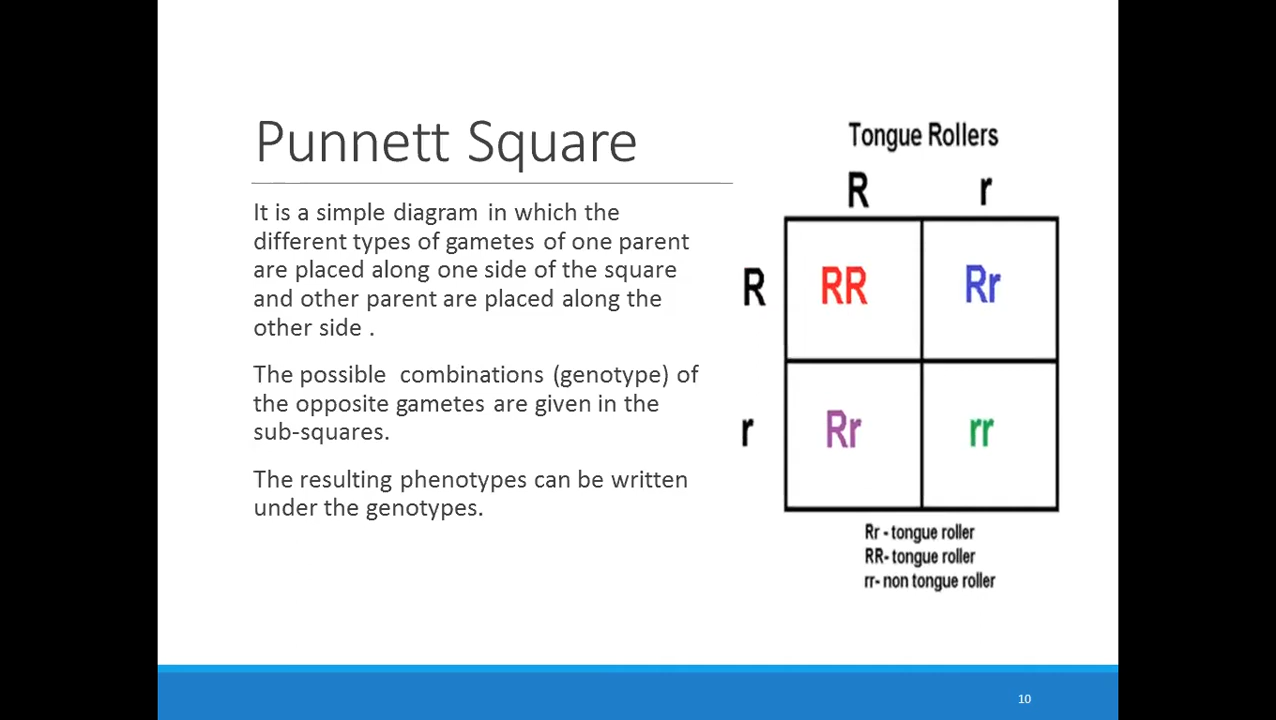 Punnett Square
It is a simple diagram in which the
different types of gametes of one parent
are placed along one side of the square
and other parent are placed along the
other side .
The possible combinations (genotype) of
the opposite gametes are given in the
sub-squares.
The resulting phenotypes can be written
under the genotypes.
Tongue Rollers
R r
R RR Rr
r Rr rr
Rr - tongue roller
RR- tongue roller
rr- non tongue roller
10